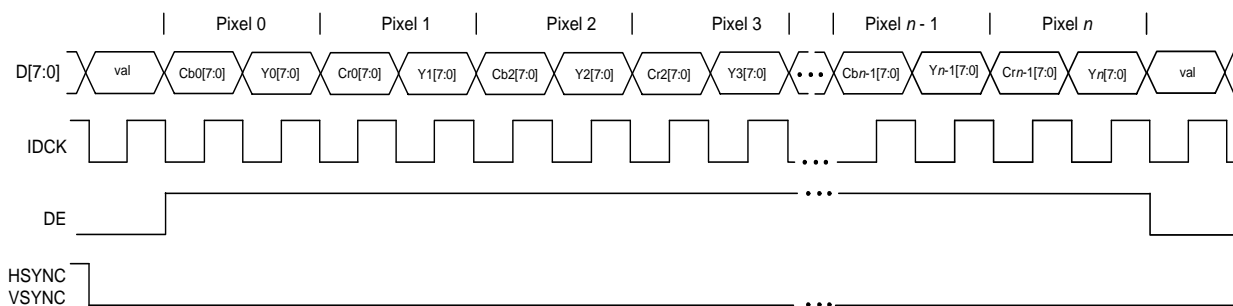 Pixel 0 Pixel 1 Pixel 2 Pixel 3 Pixel n - 1 Pixel n
D[7:0] val Cb0[7:0] Y0[7:0] Cr0[7:0] Y1[7:0] Cb2[7:0] Y2[7:0] Cr2[7:0] Y3[7:0] ••• Cbn-1[7:0] Yn-1[7:0] Crn-1[7:0] Yn[7:0] val
IDCK •••
DE •••
HSYNC
VSYNC •••